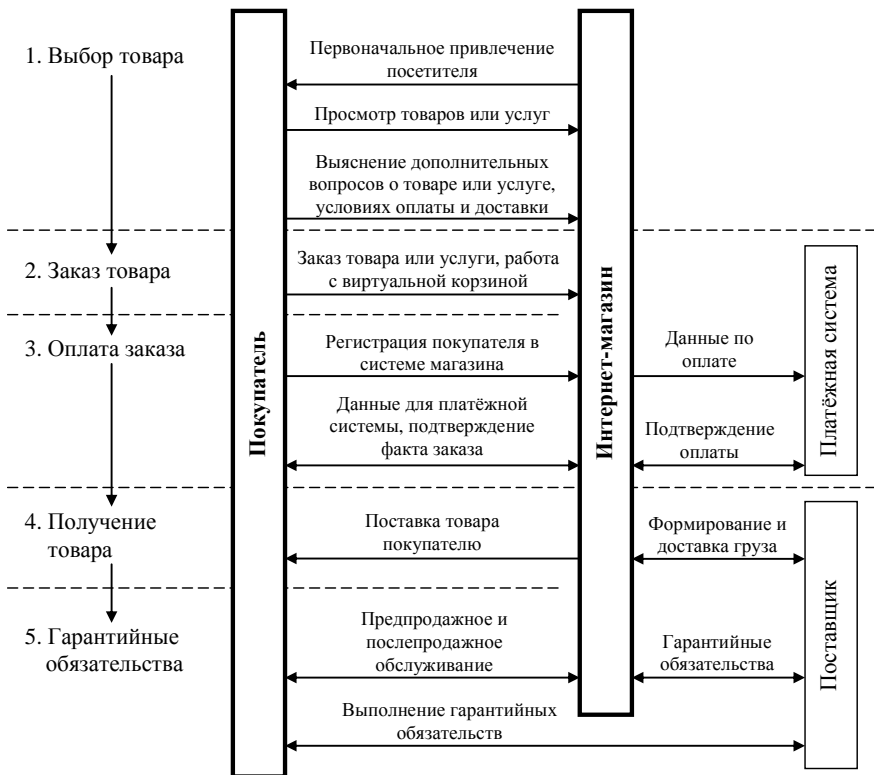 1. Выбор товара
Первоначальное привлечение
посетителя
Просмотр товаров или услуг
Выяснение дополнительных
вопросов о товаре или услуге,
условиях оплаты и доставки
2. Заказ товара
Заказ товара или услуги, работа
с виртуальной корзиной
3. Оплата заказа
Регистрация покупателя в
системе магазина
Данные по
оплате
Данные для платёжной
системы, подтверждение
факта заказа
Подтверждение
оплаты
4. Получение
товара
Поставка товара
покупателю
Формирование и
доставка груза
5. Гарантийные
обязательства
Предпродажное и
послепродажное
обслуживание
Гарантийные
обязательства
Выполнение гарантийных
обязательств
Покупатель
Интернет-магазин
Платёжная система
Поставщик